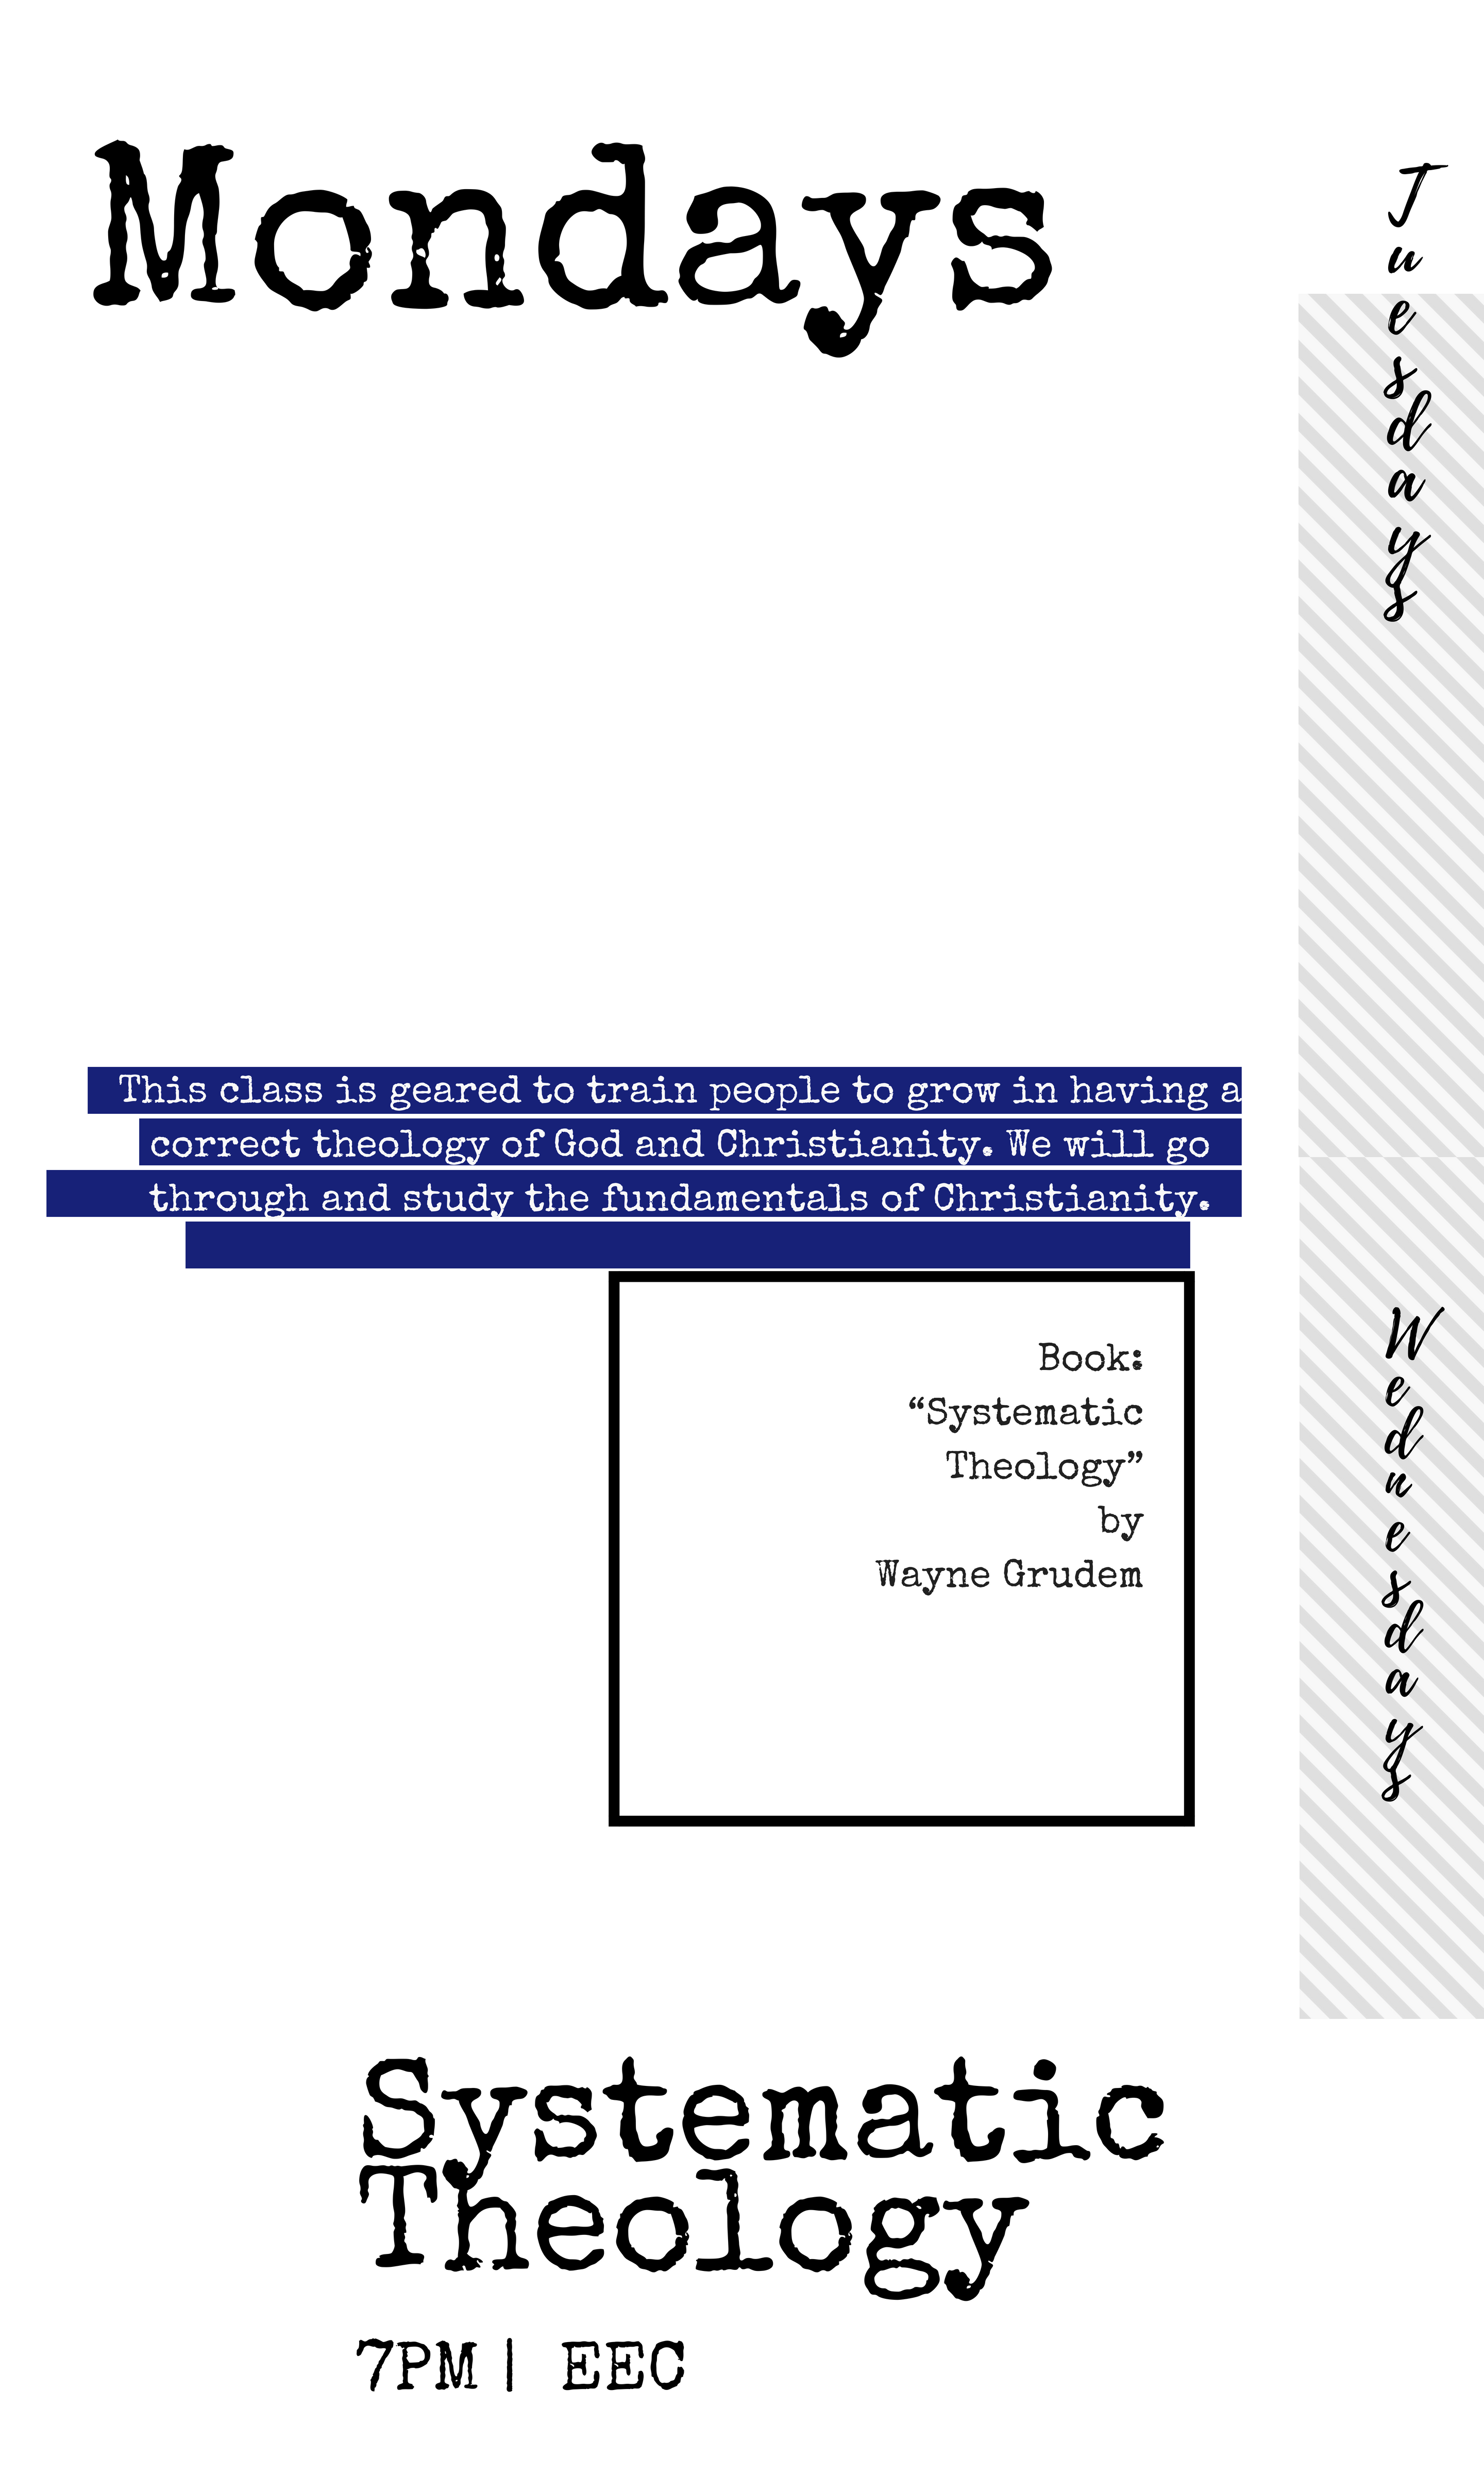 Mondays
This class is geared to train people to grow in having a
correct theology of God and Christianity. We will go
through and study the fundamentals of Christianity.
Book:
“Systematic
Theology”
by
Wayne Grudem
Systematic
Theology
7PM | EEC
Tuesdays
Wednesdays